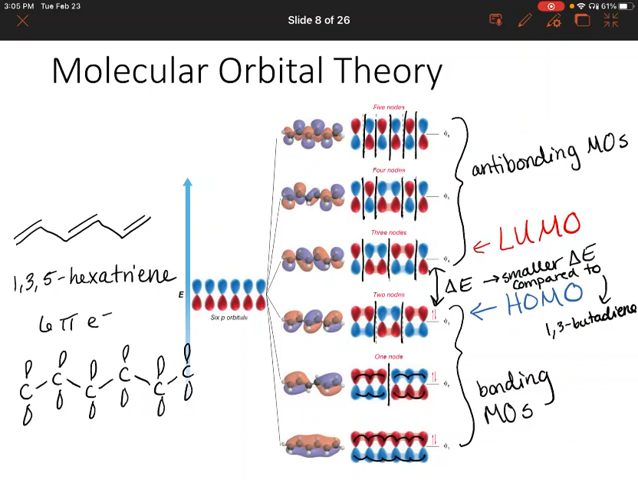 3:05 PM Tue Feb 23
61%
Slide 8 of 26
Molecular Orbital Theory
Five nodes
antibonding MOs
Four nodes
Three nodes
← LUMO
1,3,5-hexatriene
6 π e⁻
E
Six p orbitals
ΔE → smaller ΔE
compared to
1,3-butadiene
← HOMO
Two nodes
One node
bonding
MOs
C C C C C C